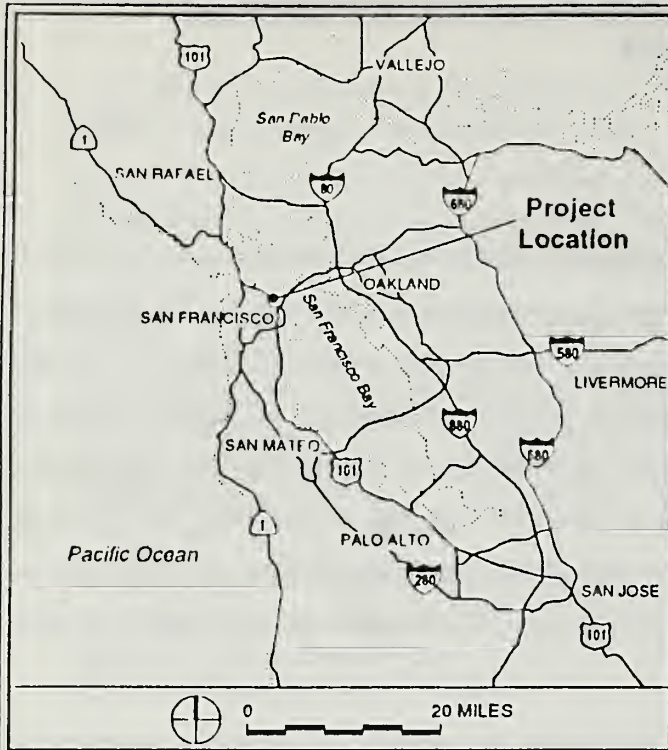 101
VALLEJO
San Pablo
Bay
1
SAN RAFAEL
80
680
Project
Location
OAKLAND
SAN FRANCISCO
San Francisco Bay
580
LIVERMORE
880
SAN MATEO
101
680
1
PALO ALTO
Pacific Ocean
280
SAN JOSE
101
0
20 MILES